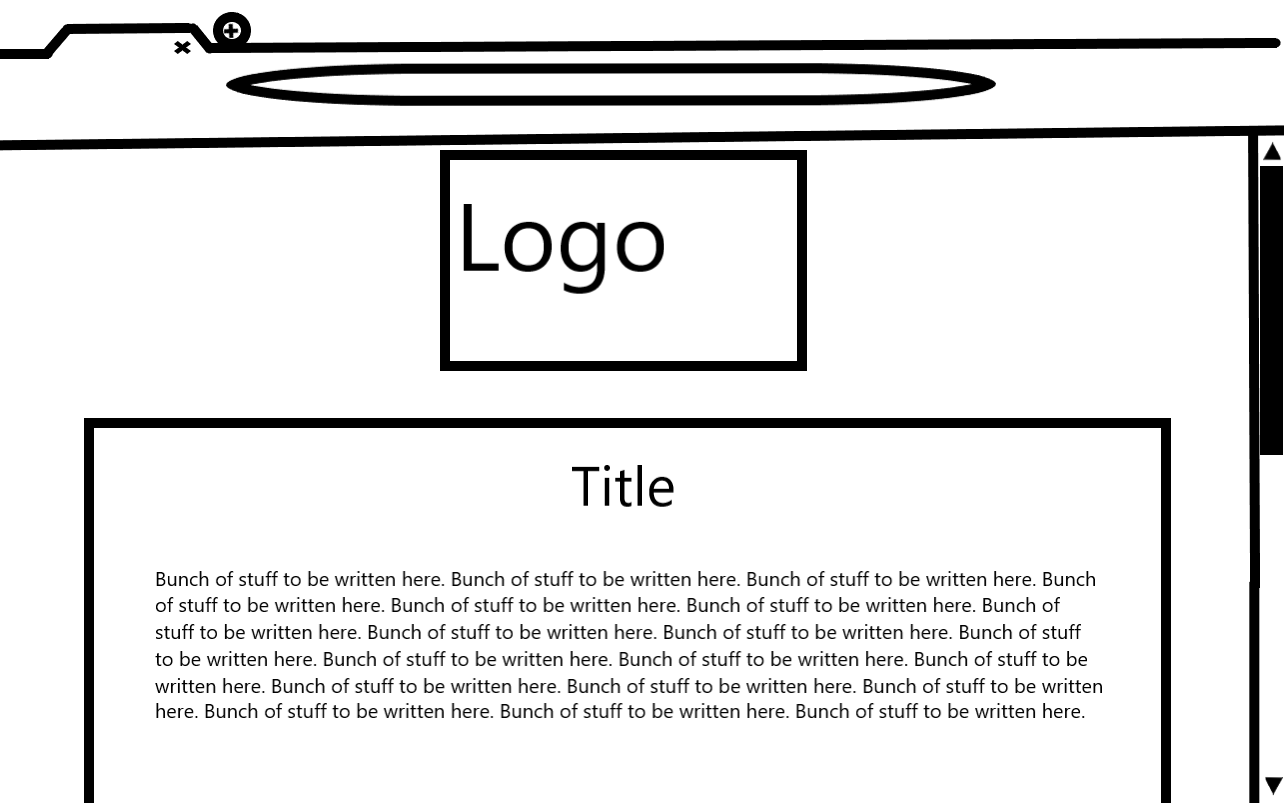 Logo
Title
Bunch of stuff to be written here. Bunch of stuff to be written here. Bunch of stuff to be written here. Bunch
of stuff to be written here. Bunch of stuff to be written here. Bunch of stuff to be written here. Bunch of
stuff to be written here. Bunch of stuff to be written here. Bunch of stuff to be written here. Bunch of stuff
to be written here. Bunch of stuff to be written here. Bunch of stuff to be written here. Bunch of stuff to be
written here. Bunch of stuff to be written here. Bunch of stuff to be written here. Bunch of stuff to be written
here. Bunch of stuff to be written here. Bunch of stuff to be written here. Bunch of stuff to be written here.